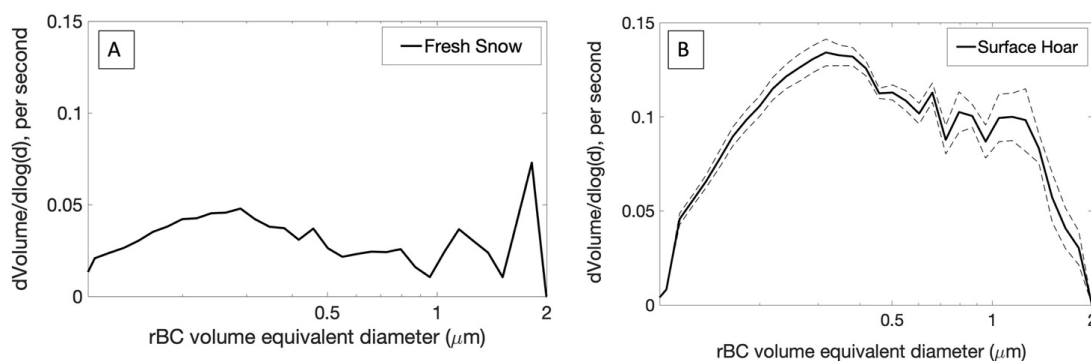 A
Fresh Snow
0.15
0.1
0.05
0
dVolume/dlog(d), per second
0.5
1
2
rBC volume equivalent diameter (μm)
B
Surface Hoar
0.15
0.1
0.05
0
dVolume/dlog(d), per second
0.5
1
2
rBC volume equivalent diameter (μm)